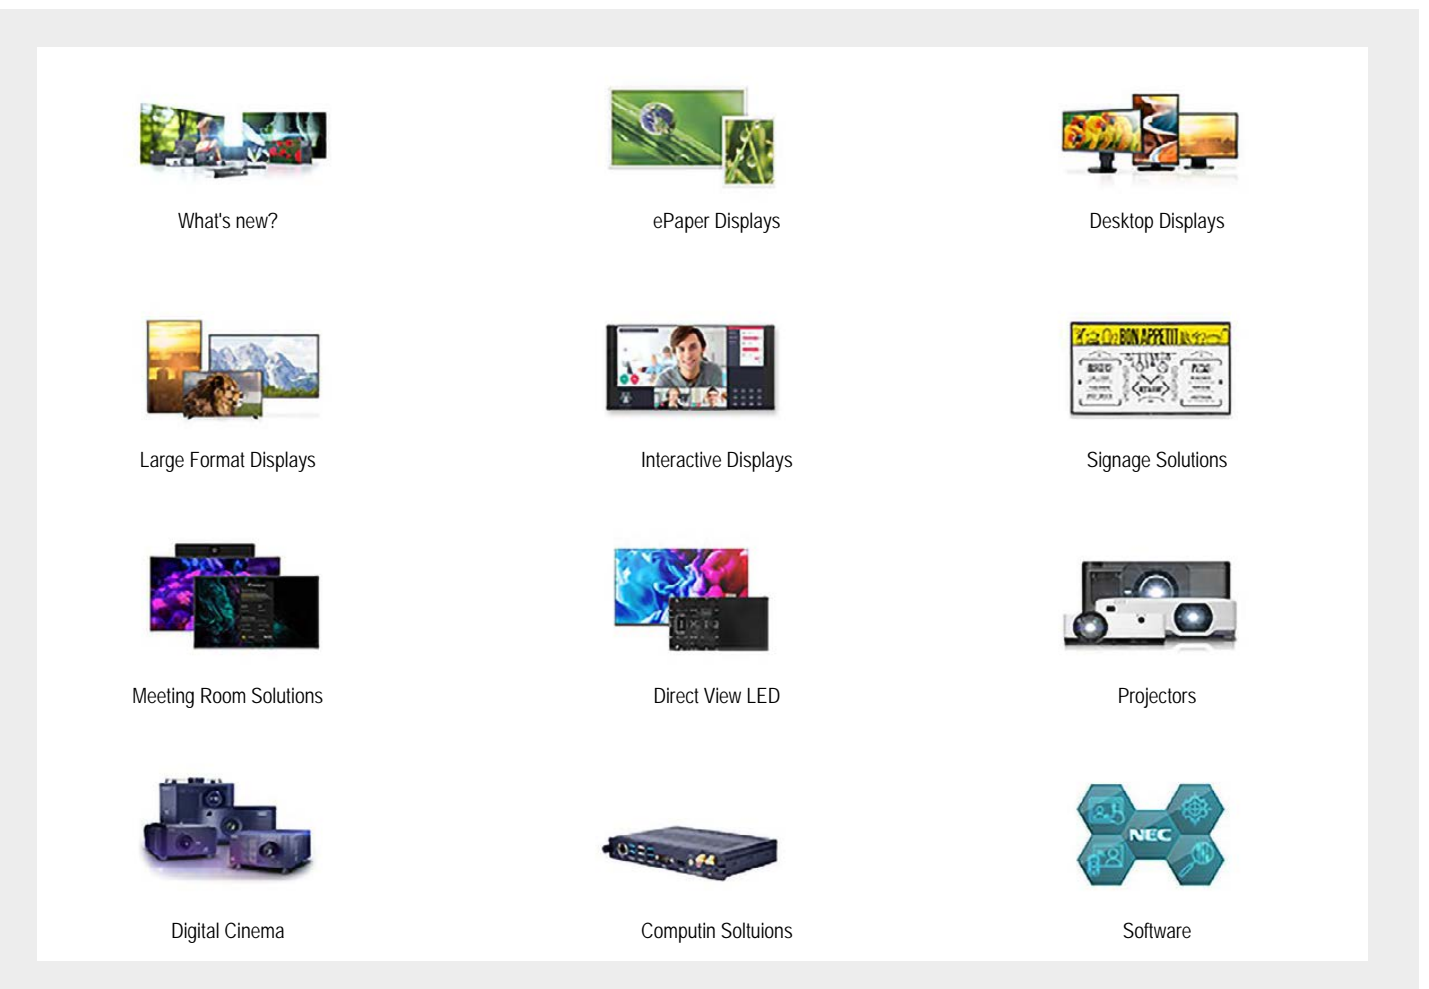 What's new?
ePaper Displays
Desktop Displays
BON APPETIT
Large Format Displays
Interactive Displays
Signage Solutions
Meeting Room Solutions
Direct View LED
Projectors
NEC
Digital Cinema
Computin Soltuions
Software